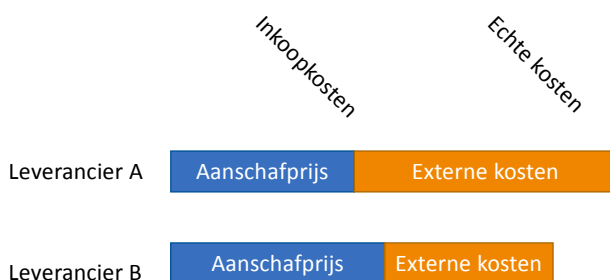 Inkoopkosten
Echte kosten
Leverancier A
Aanschafprijs
Externe kosten
Leverancier B
Aanschafprijs
Externe kosten